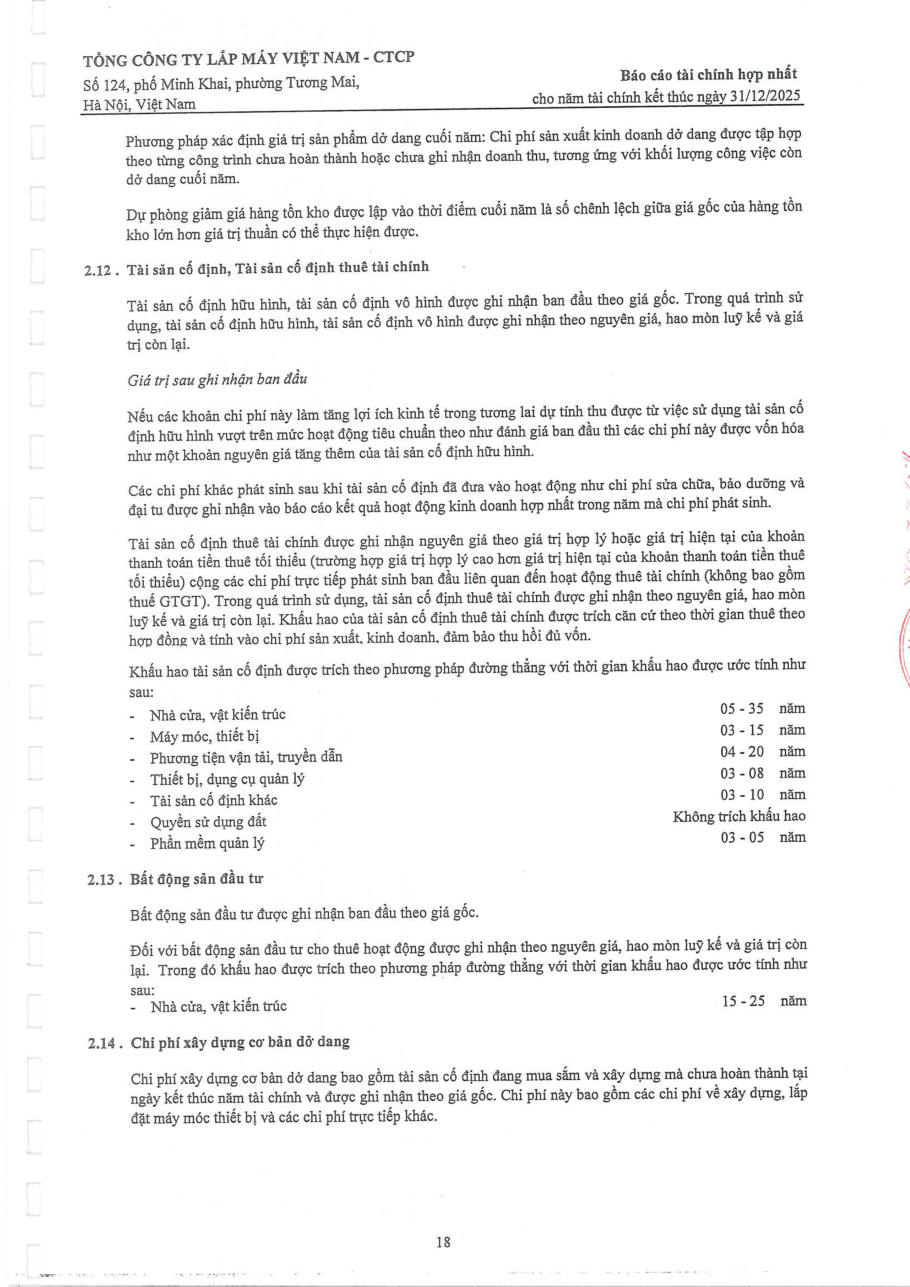 TỔNG CÔNG TY LẮP MÁY VIỆT NAM - CTCP
Số 124, phố Minh Khai, phường Tương Mai,
Hà Nội, Việt Nam
Báo cáo tài chính hợp nhất
cho năm tài chính kết thúc ngày 31/12/2025
Phương pháp xác định giá trị sản phẩm dở dang cuối năm: Chi phí sản xuất kinh doanh dở dang được tập hợp
theo từng công trình chưa hoàn thành hoặc chưa ghi nhận doanh thu, tương ứng với khối lượng công việc còn
dở dang cuối năm.
Dự phòng giảm giá hàng tồn kho được lập vào thời điểm cuối năm là số chênh lệch giữa giá gốc của hàng tồn
kho lớn hơn giá trị thuần có thể thực hiện được.
2.12 . Tài sản cố định, Tài sản cố định thuê tài chính
Tài sản cố định hữu hình, tài sản cố định vô hình được ghi nhận ban đầu theo giá gốc. Trong quá trình sử
dụng, tài sản cố định hữu hình, tài sản cố định vô hình được ghi nhận theo nguyên giá, hao mòn luỹ kế và giá
trị còn lại.
Giá trị sau ghi nhận ban đầu
Nếu các khoản chi phí này làm tăng lợi ích kinh tế trong tương lai dự tính thu được từ việc sử dụng tài sản cố
định hữu hình vượt trên mức hoạt động tiêu chuẩn theo như đánh giá ban đầu thì các chi phí này được vốn hóa
như một khoản nguyên giá tăng thêm của tài sản cố định hữu hình.
Các chi phí khác phát sinh sau khi tài sản cố định đã đưa vào hoạt động như chi phí sửa chữa, bảo dưỡng và
đại tu được ghi nhận vào báo cáo kết quả hoạt động kinh doanh hợp nhất trong năm mà chi phí phát sinh.
Tài sản cố định thuê tài chính được ghi nhận nguyên giá theo giá trị hợp lý hoặc giá trị hiện tại của khoản
thanh toán tiền thuê tối thiểu (trường hợp giá trị hợp lý cao hơn giá trị hiện tại của khoản thanh toán tiền thuê
tối thiểu) cộng các chi phí trực tiếp phát sinh ban đầu liên quan đến hoạt động thuê tài chính (không bao gồm
thuế GTGT). Trong quá trình sử dụng, tài sản cố định thuê tài chính được ghi nhận theo nguyên giá, hao mòn
luỹ kế và giá trị còn lại. Khấu hao của tài sản cố định thuê tài chính được trích căn cứ theo thời gian thuê theo
hợp đồng và tính vào chi phí sản xuất, kinh doanh, đảm bảo thu hồi đủ vốn.
Khấu hao tài sản cố định được trích theo phương pháp đường thẳng với thời gian khấu hao được ước tính như
sau:
- Nhà cửa, vật kiến trúc 05 - 35 năm
- Máy móc, thiết bị 03 - 15 năm
- Phương tiện vận tải, truyền dẫn 04 - 20 năm
- Thiết bị, dụng cụ quản lý 03 - 08 năm
- Tài sản cố định khác 03 - 10 năm
- Quyền sử dụng đất Không trích khấu hao
- Phần mềm quản lý 03 - 05 năm
2.13 . Bất động sản đầu tư
Bất động sản đầu tư được ghi nhận ban đầu theo giá gốc.
Đối với bất động sản đầu tư cho thuê hoạt động được ghi nhận theo nguyên giá, hao mòn luỹ kế và giá trị còn
lại. Trong đó khấu hao được trích theo phương pháp đường thẳng với thời gian khấu hao được ước tính như
sau:
- Nhà cửa, vật kiến trúc 15 - 25 năm
2.14 . Chi phí xây dựng cơ bản dở dang
Chi phí xây dựng cơ bản dở dang bao gồm tài sản cố định đang mua sắm và xây dựng mà chưa hoàn thành tại
ngày kết thúc năm tài chính và được ghi nhận theo giá gốc. Chi phí này bao gồm các chi phí về xây dựng, lắp
đặt máy móc thiết bị và các chi phí trực tiếp khác.
18